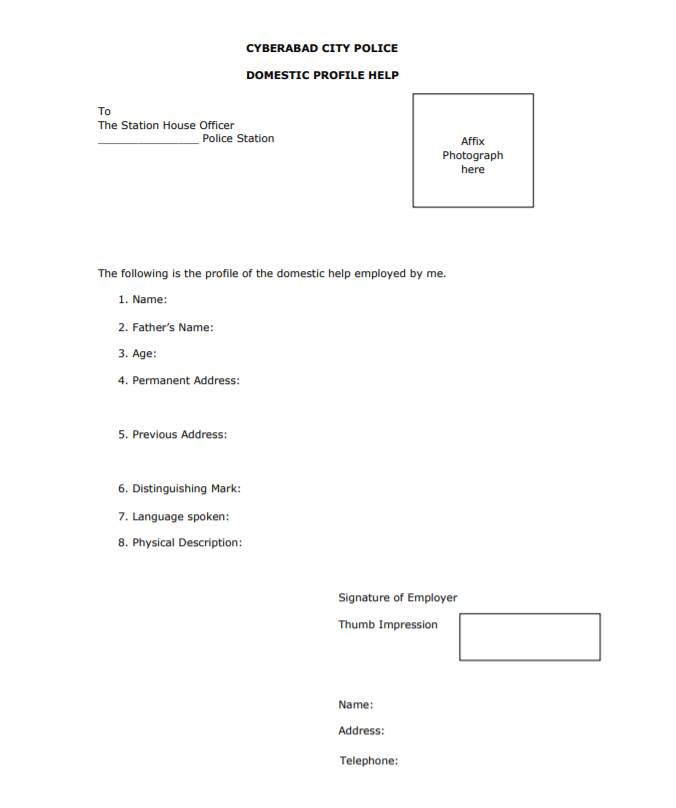 CYBERABAD CITY POLICE
DOMESTIC PROFILE HELP
To
The Station House Officer
__________________ Police Station
Affix
Photograph
here
The following is the profile of the domestic help employed by me.
1. Name:
2. Father’s Name:
3. Age:
4. Permanent Address:
5. Previous Address:
6. Distinguishing Mark:
7. Language spoken:
8. Physical Description:
Signature of Employer
Thumb Impression
Name:
Address:
Telephone: